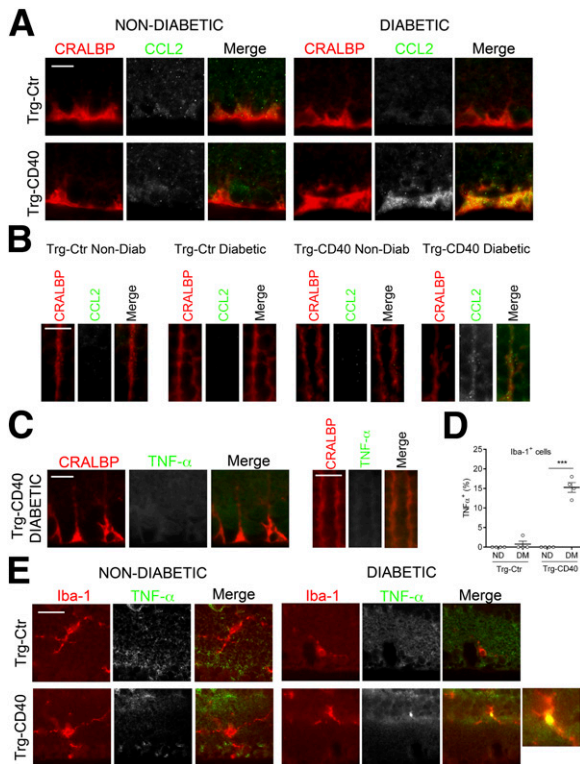 A
NON-DIABETIC DIABETIC
CRALBP CCL2 Merge CRALBP CCL2 Merge
Trg-Ctr
Trg-CD40
B
Trg-Ctr Non-Diab Trg-Ctr Diabetic Trg-CD40 Non-Diab Trg-CD40 Diabetic
CRALBP CCL2 Merge CRALBP CCL2 Merge CRALBP CCL2 Merge CRALBP CCL2 Merge
C
CRALBP TNF-α Merge CRALBP TNF-α Merge
Trg-CD40
DIABETIC
D
Iba-1+ cells
TNFα+ (%)
25
20
15
10
5
0
***
ND DM ND DM
Trg-Ctr Trg-CD40
E
NON-DIABETIC DIABETIC
Iba-1 TNF-α Merge Iba-1 TNF-α Merge
Trg-Ctr
Trg-CD40